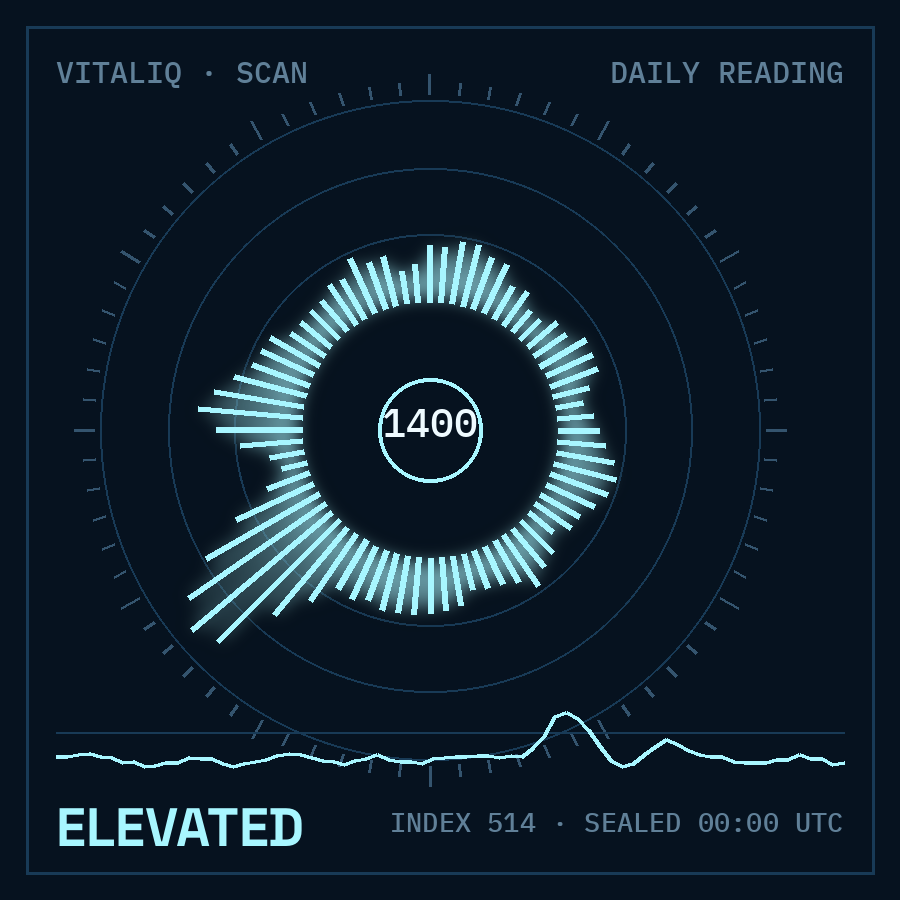 VITALIQ · SCAN
DAILY READING
1400
ELEVATED
INDEX 514 · SEALED 00:00 UTC